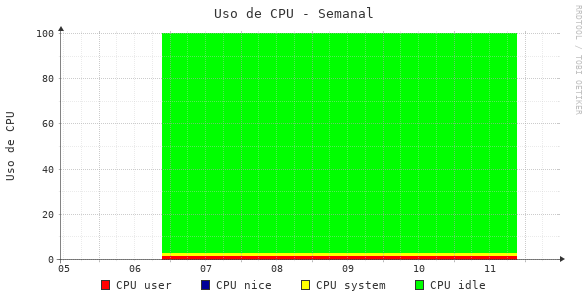 Uso de CPU - Semanal
RRDTOOL / TOBI OETIKER
Uso de CPU
100
80
60
40
20
0
05 06 07 08 09 10 11
CPU user CPU nice CPU system CPU idle